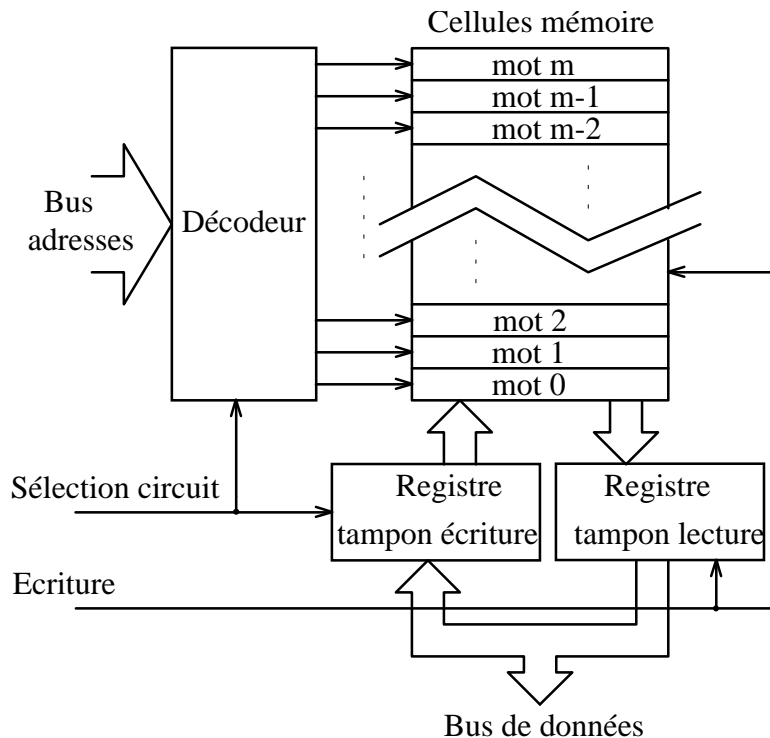 Cellules mémoire
mot m
mot m-1
mot m-2
Bus
adresses
Décodeur
mot 2
mot 1
mot 0
Sélection circuit
Registre
tampon écriture
Registre
tampon lecture
Ecriture
Bus de données